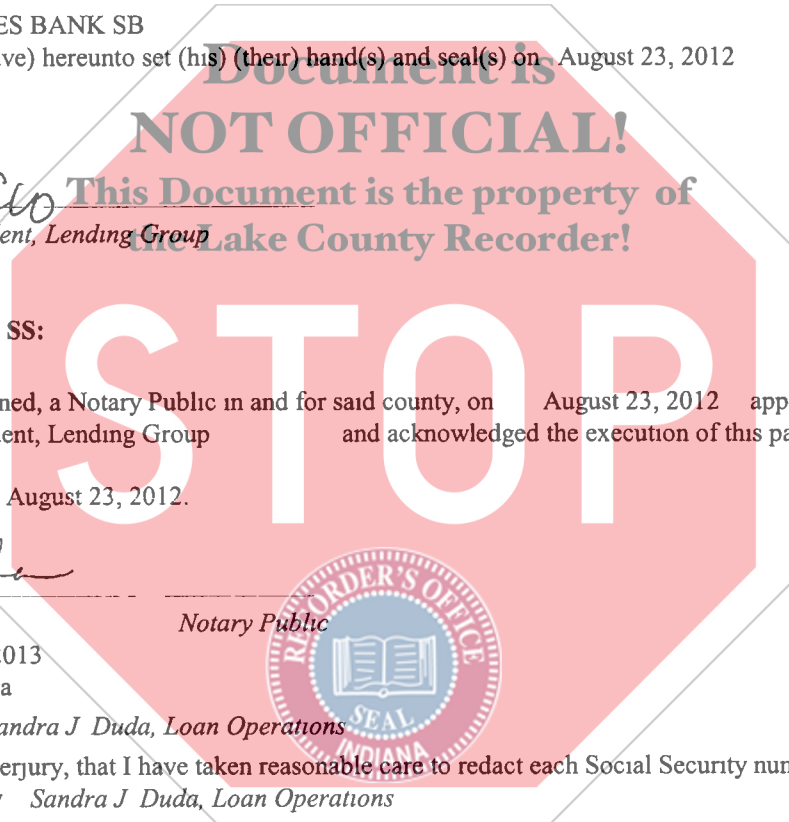 ES BANK SB
ve) hereunto set (his) (their) hand(s) and seal(s) on August 23, 2012
Document is
NOT OFFICIAL!
This Document is the property of
the Lake County Recorder!
ent, Lending Group
SS:
ned, a Notary Public in and for said county, on August 23, 2012 app
ent, Lending Group and acknowledged the execution of this pa
August 23, 2012.
STOP
Notary Public
013
a
andra J Duda, Loan Operations
erjury, that I have taken reasonable care to redact each Social Security num
Sandra J Duda, Loan Operations
RECORDER'S OFFICE
SEAL
INDIANA